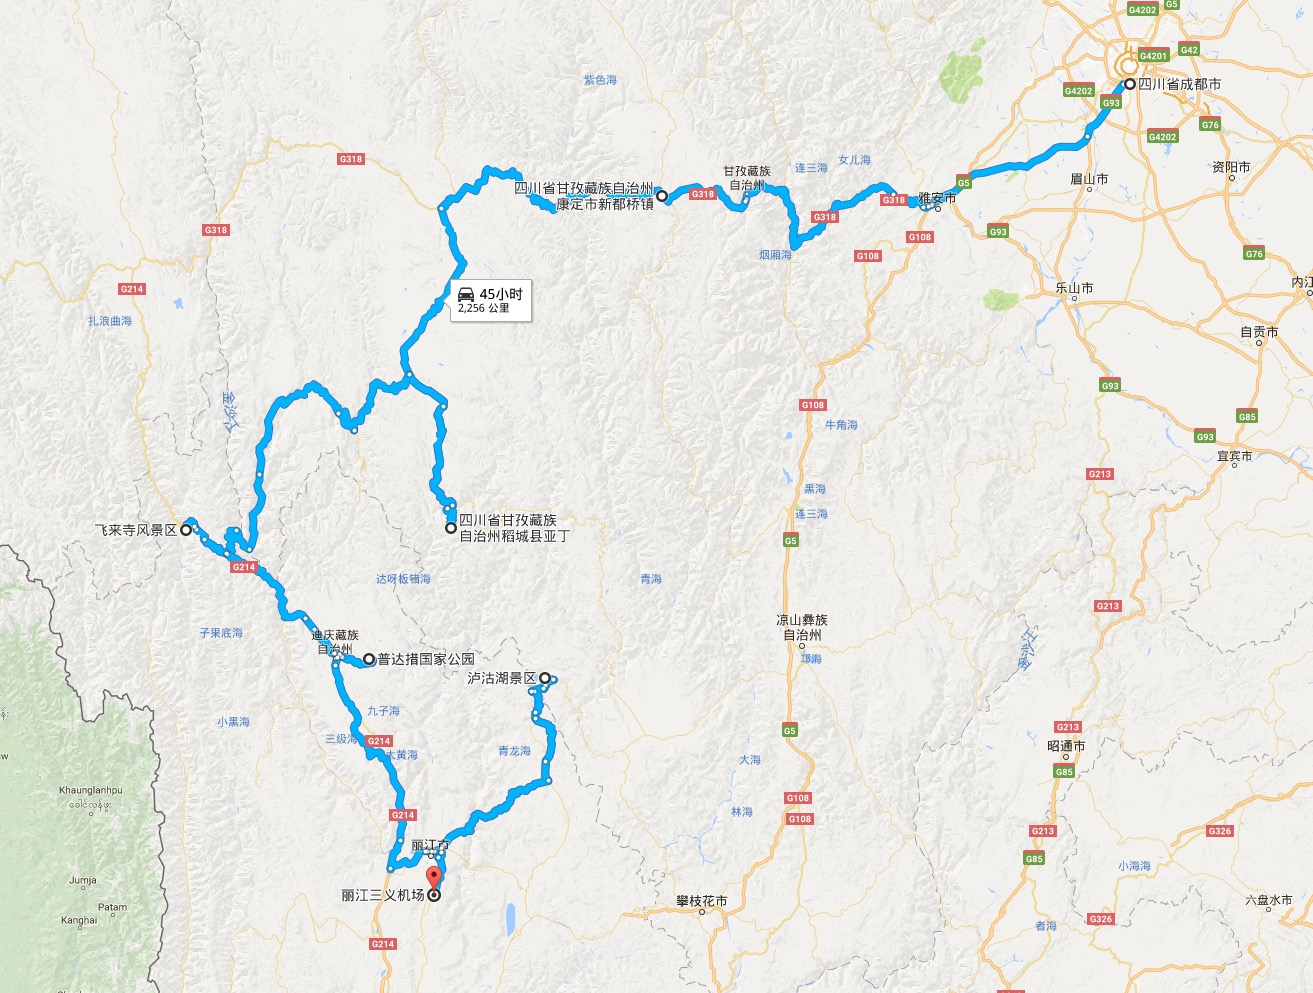 G4202
G5
G4201
G42
四川省成都市
G4202
G93
G76
G4202
紫色海
G318
甘孜藏族
自治州
连三海
女儿海
资阳市
眉山市
G5
四川省甘孜藏族自治州
康定市新都桥镇
G318
G318
雅安市
G318
G318
G108
G93
烟厢海
G108
G76
G214
45小时
2,256 公里
扎浪曲海
乐山市
内江
自贡市
金沙江
G108
G93
G85
牛角海
G93
宜宾市
G213
黑海
连三海
飞来寺风景区
四川省甘孜藏族
自治州稻城县亚丁
G5
G214
达呀板错海
青海
G213
子果底海
迪庆藏族
自治州
凉山彝族
自治州
邛海
金沙江
普达措国家公园
泸沽湖景区
九子海
小黑海
三级海
G214
大黄海
青龙海
G5
G213
昭通市
大海
G85
Khaunglanhpu
G108
林海
G108
G214
G213
G326
丽江市
G85
小海海
Jumja
丽江三义机场
攀枝花市
六盘水市
Patam
Kanghai
G326
者海
G214